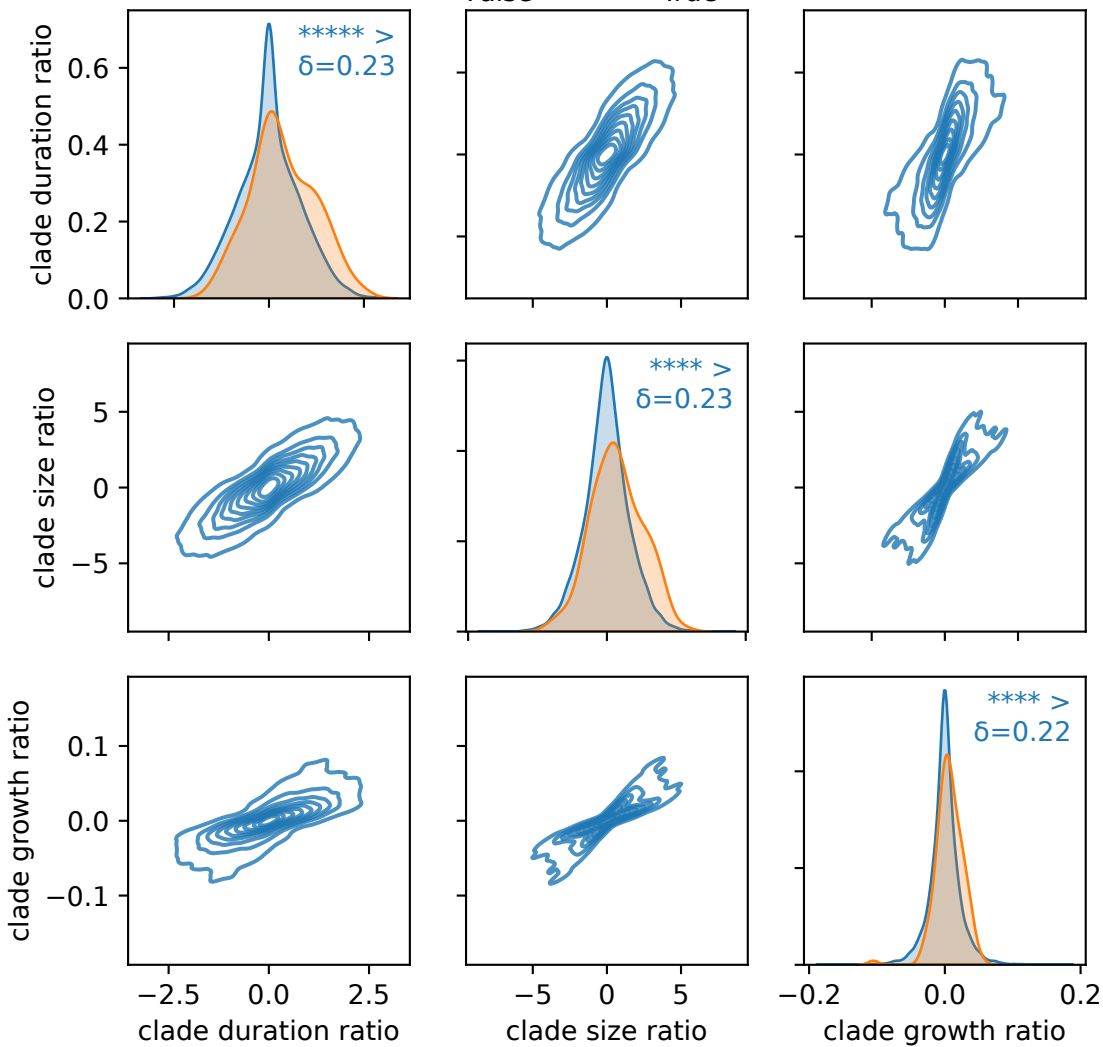 clade duration ratio
0.6
0.4
0.2
0.0
***** >
δ=0.23
clade size ratio
5
0
−5
**** >
δ=0.23
clade growth ratio
0.1
0.0
−0.1
**** >
δ=0.22
−2.5 0.0 2.5
−5 0 5
−0.2 0.0 0.2
clade duration ratio
clade size ratio
clade growth ratio